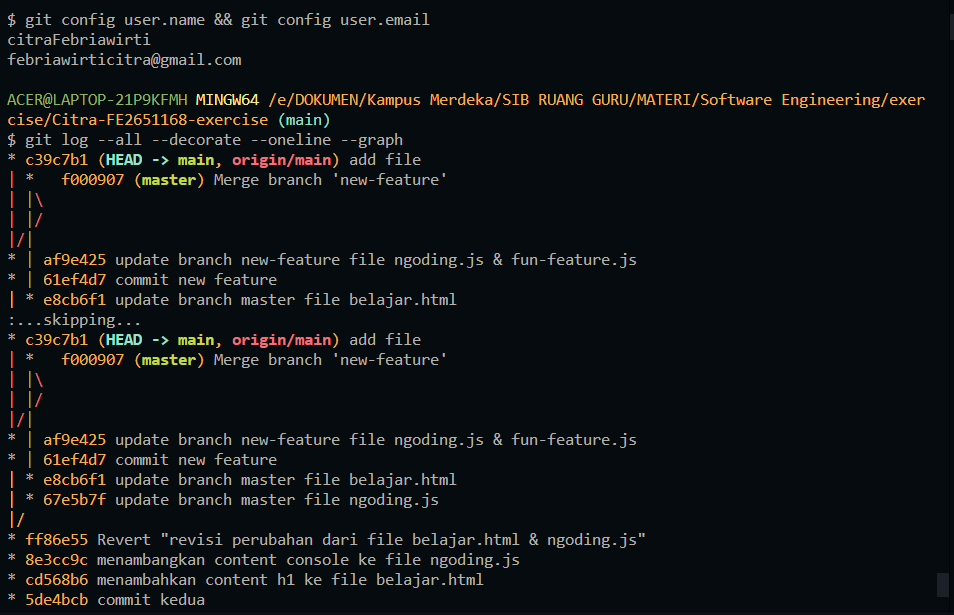 $ git config user.name && git config user.email
citraFebriawirti
febriawirticitra@gmail.com
ACER@LAPTOP-21P9KFMH MINGW64 /e/DOKUMEN/Kampus Merdeka/SIB RUANG GURU/MATERI/Software Engineering/exer
cise/Citra-FE2651168-exercise (main)
$ git log --all --decorate --oneline --graph
* c39c7b1 (HEAD -> main, origin/main) add file
| *   f000907 (master) Merge branch 'new-feature'
| |\
| |/
|/|
* | af9e425 update branch new-feature file ngoding.js & fun-feature.js
* | 61ef4d7 commit new feature
| * e8cb6f1 update branch master file belajar.html
:...skipping...
* c39c7b1 (HEAD -> main, origin/main) add file
| *   f000907 (master) Merge branch 'new-feature'
| |\
| |/
|/|
* | af9e425 update branch new-feature file ngoding.js & fun-feature.js
* | 61ef4d7 commit new feature
| * e8cb6f1 update branch master file belajar.html
| * 67e5b7f update branch master file ngoding.js
|/
* ff86e55 Revert "revisi perubahan dari file belajar.html & ngoding.js"
* 8e3cc9c menambangkan content console ke file ngoding.js
* cd568b6 menambahkan content h1 ke file belajar.html
* 5de4bcb commit kedua